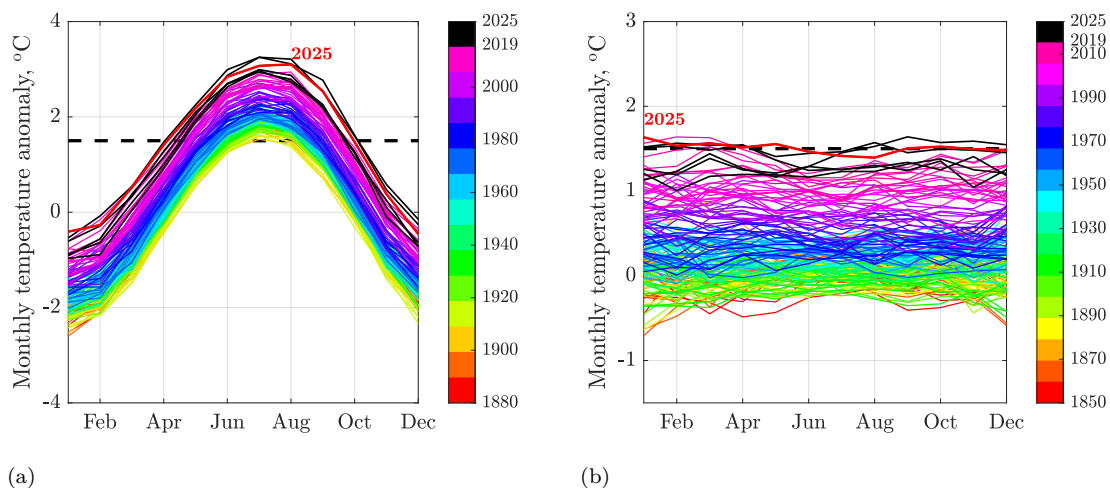 Monthly temperature anomaly, °C
4
2
0
-2
-4
Feb
Apr
Jun
Aug
Oct
Dec
2025
2025
2019
2000
1980
1960
1940
1920
1900
1880
(a)
Monthly temperature anomaly, °C
3
2
1
0
-1
Feb
Apr
Jun
Aug
Oct
Dec
2025
2025
2019
2010
1990
1970
1950
1930
1910
1890
1870
1850
(b)